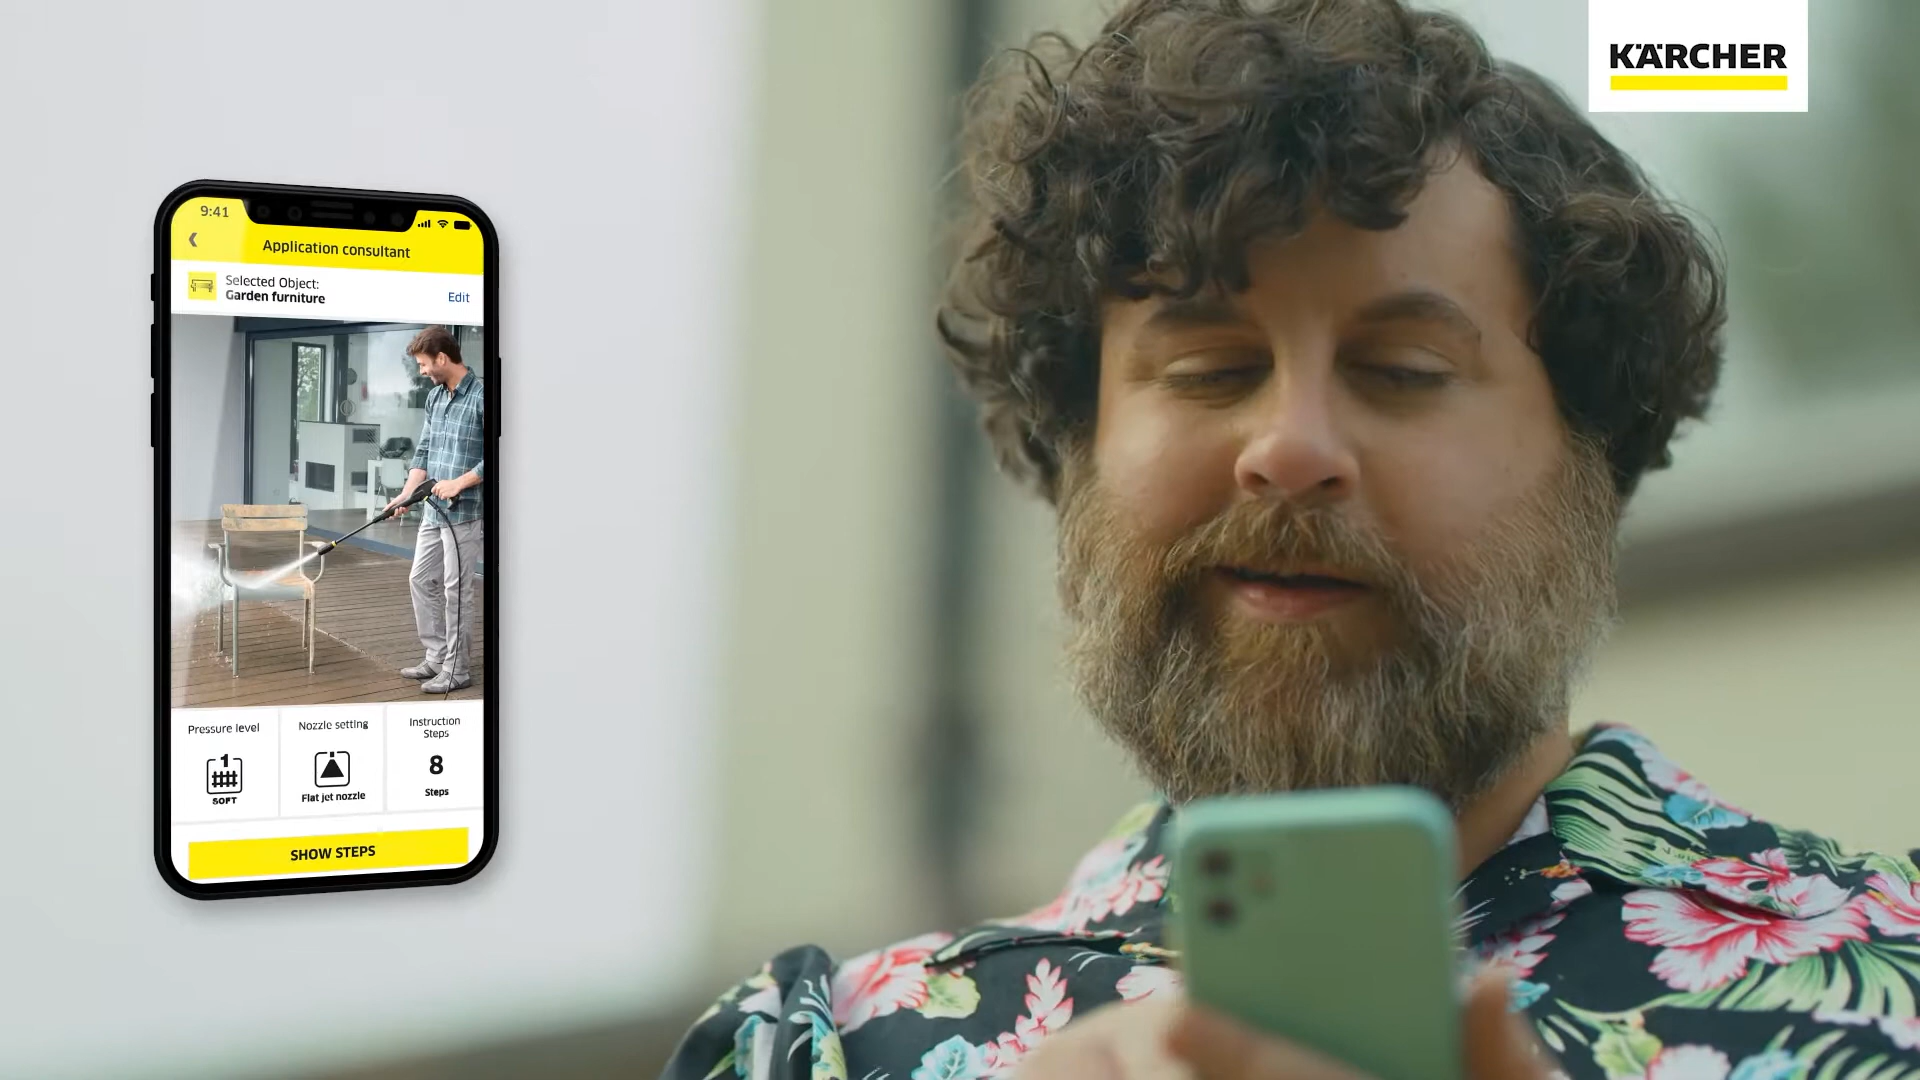 KÄRCHER
9:41
Application consultant
Selected Object:
Garden furniture
Edit
Pressure level
1
SOFT
Nozzle setting
Flat jet nozzle
Instruction
Steps
8
Steps
SHOW STEPS